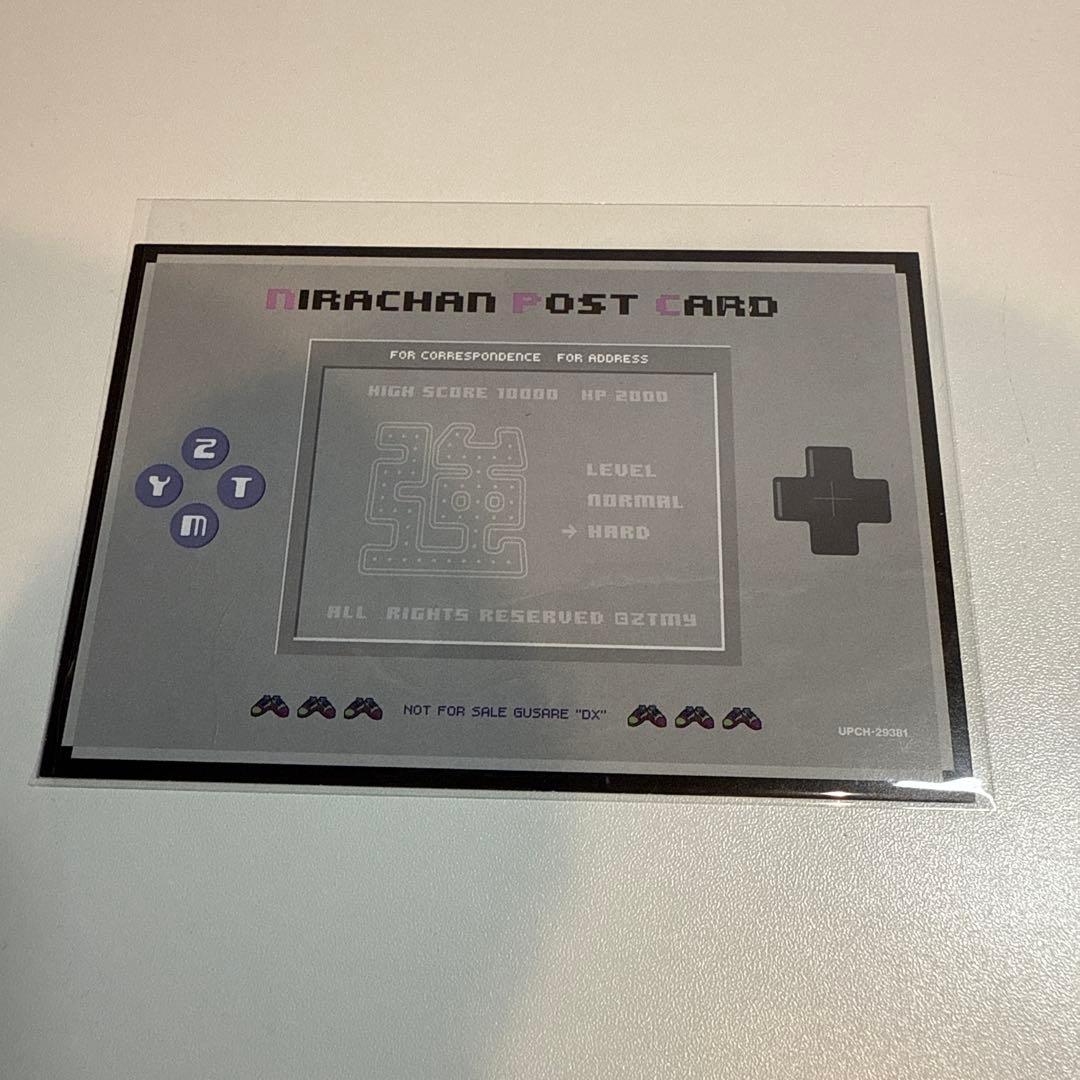 NIRACHAN POST CARD
FOR CORRESPONDENCE FOR ADDRESS
HIGH SCORE 10000 HP 2000
Z
Y T
M
LEVEL
NORMAL
→ HARD
ALL RIGHTS RESERVED @ZTMY
NOT FOR SALE GUSARE "DX"
UPCH-29381